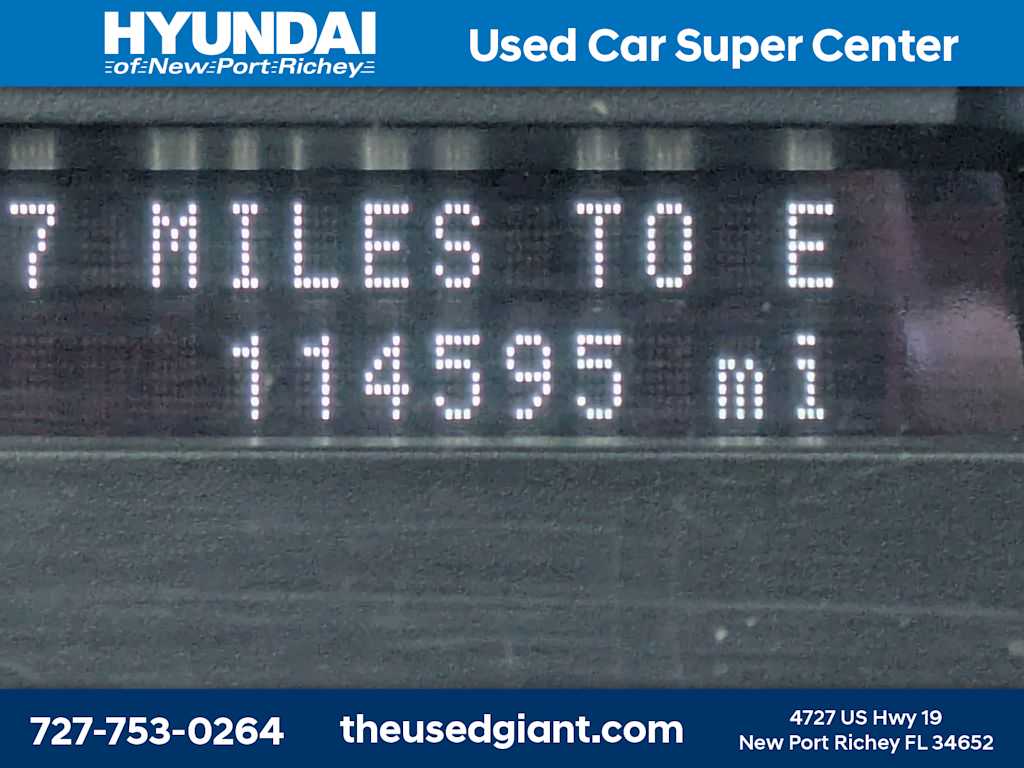 HYUNDAI
of New Port Richey
Used Car Super Center
7 MILES TO E
114595 mi
727-753-0264
theusedgiant.com
4727 US Hwy 19
New Port Richey FL 34652